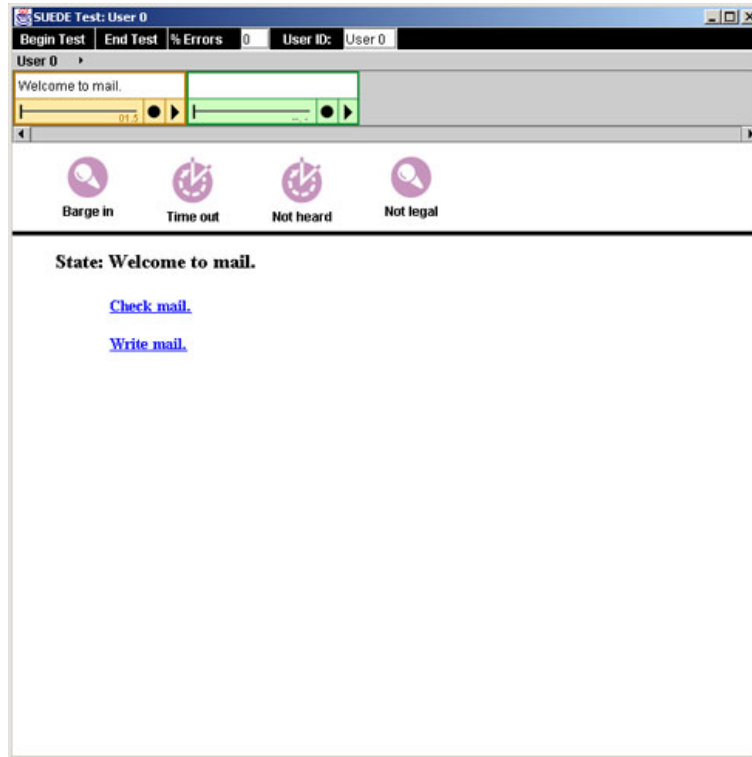 SUEDE Test: User 0
Begin Test End Test % Errors 0 User ID: User 0
User 0
Welcome to mail.
01.5 --.-
Barge in Time out Not heard Not legal
State: Welcome to mail.
Check mail.
Write mail.